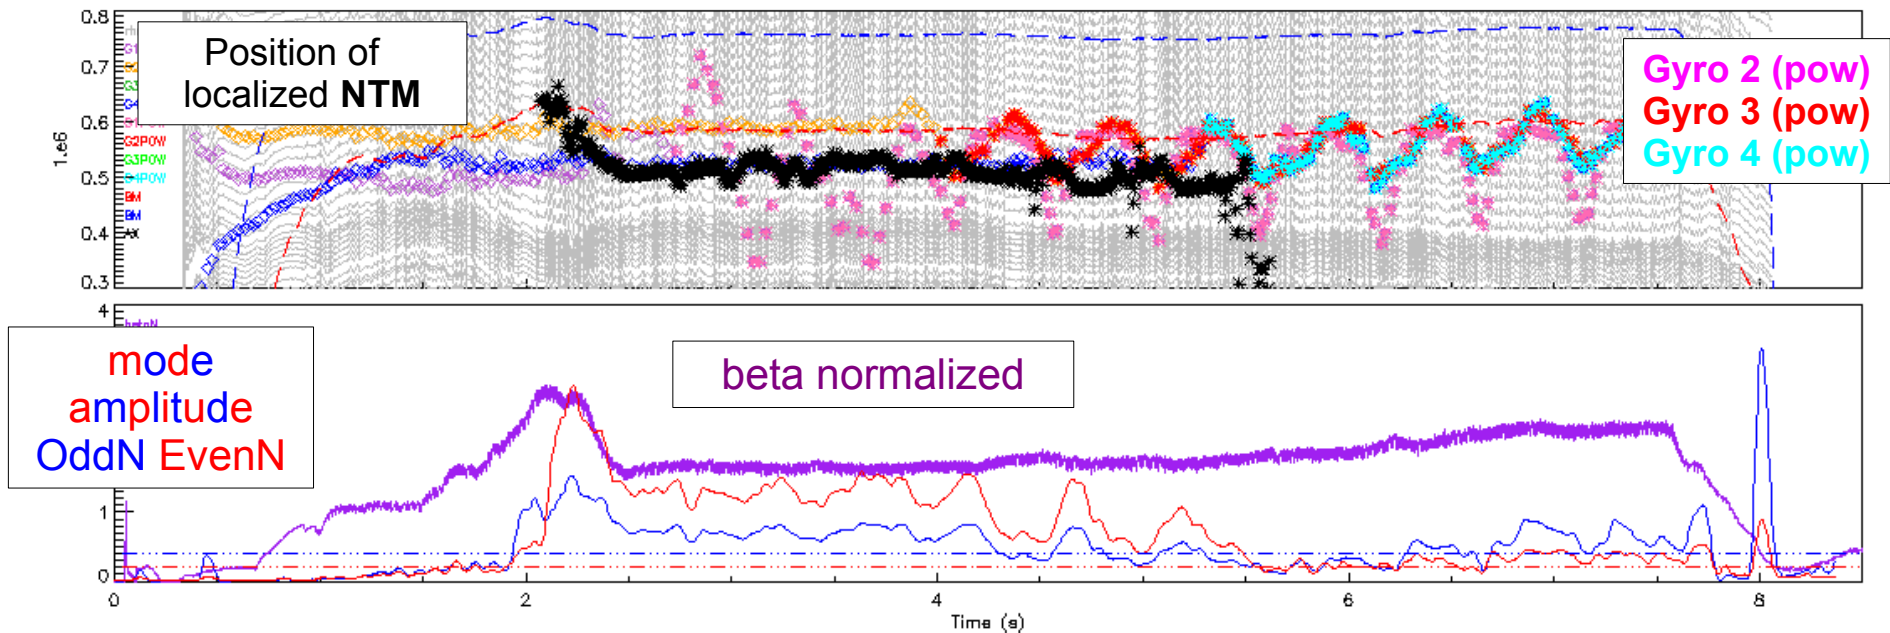 0.8
0.7
0.6
0.5
0.4
0.3
1.e6
Position of
localized NTM
G2POW
G3POW
G4POW
Gyro 2 (pow)
Gyro 3 (pow)
Gyro 4 (pow)
4
1
0
mode
amplitude
OddN EvenN
beta normalized
0
2
4
6
8
Time (s)